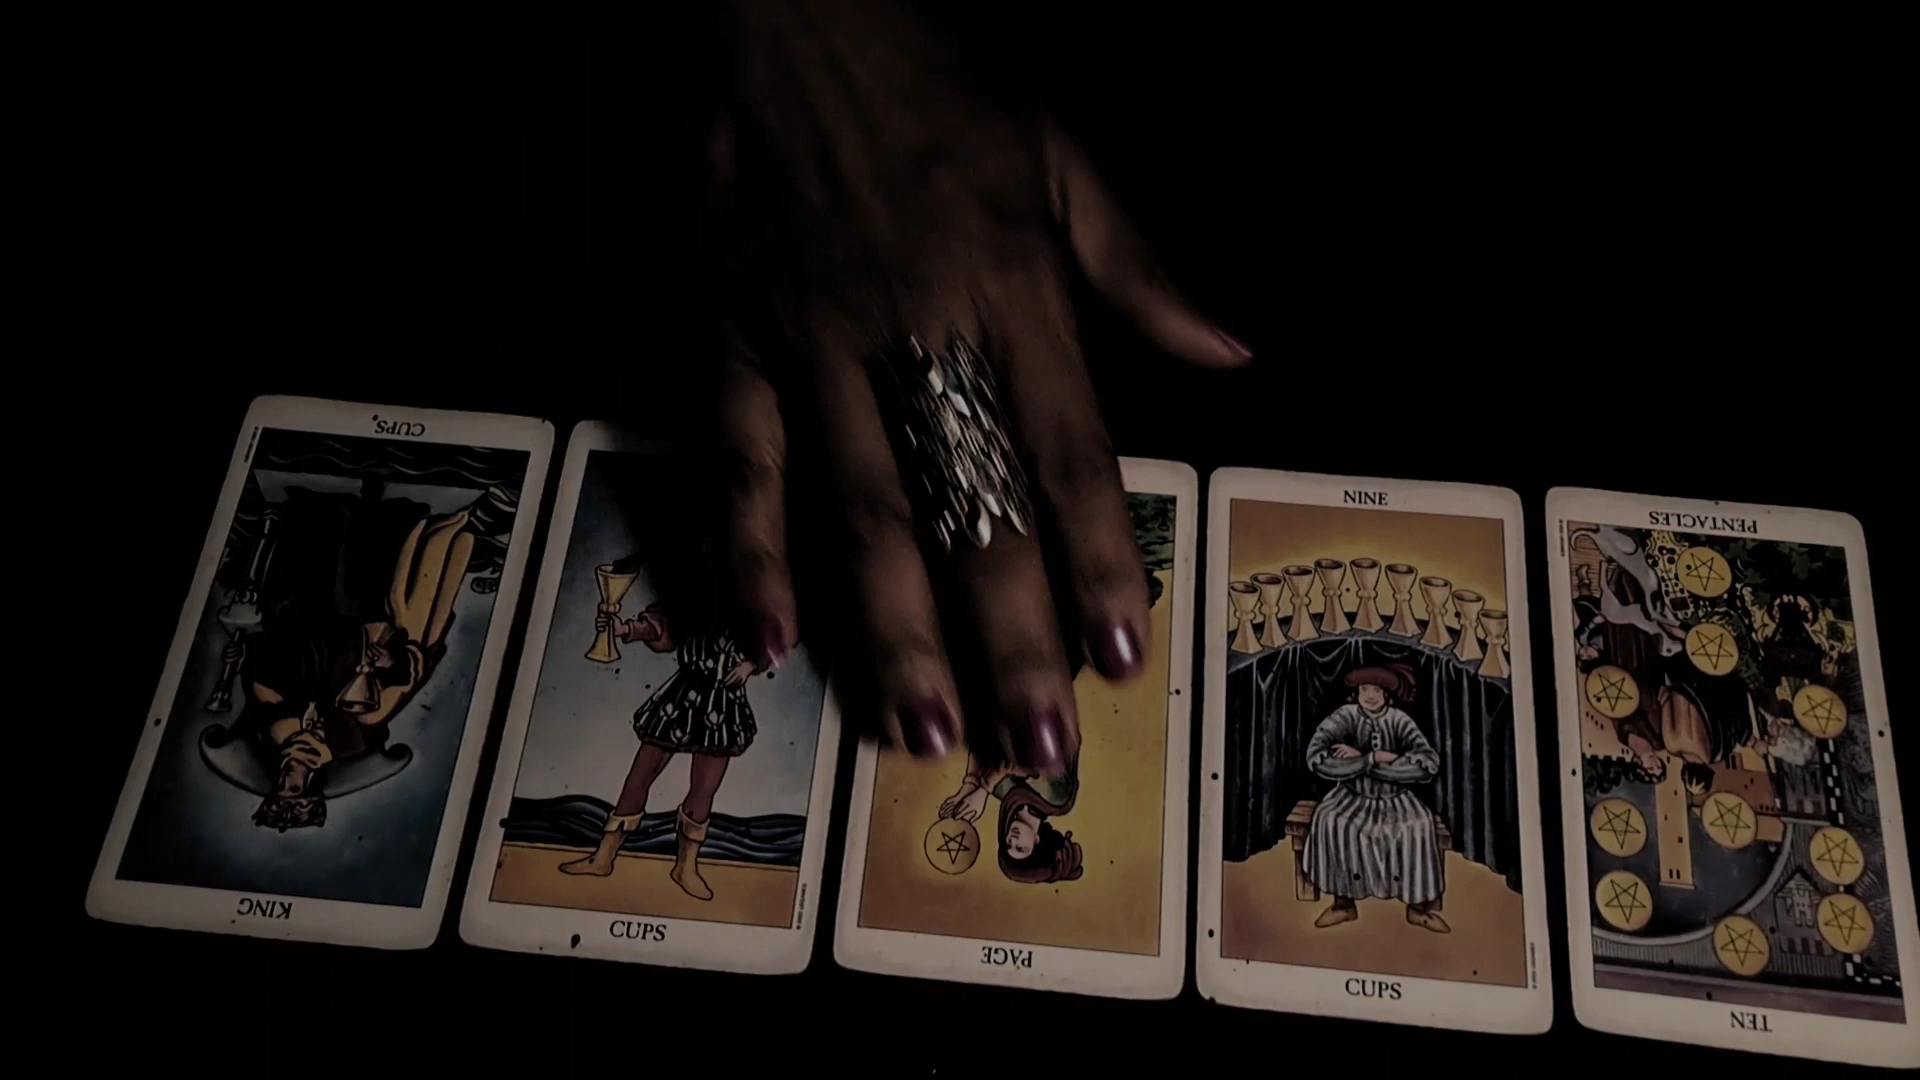 CUPS
KING
CUPS
PAGE
NINE
CUPS
PENTACLES
TEN